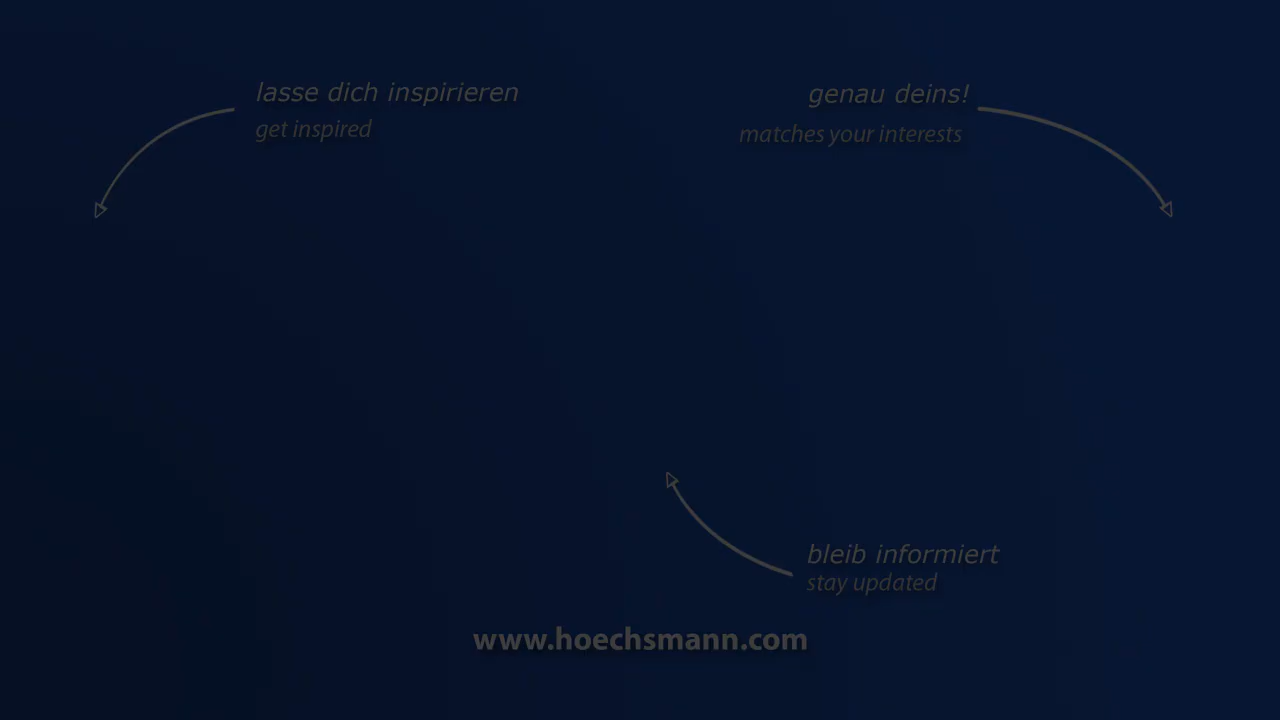 lasse dich inspirieren
get inspired
genau deins!
matches your interests
bleib informiert
stay updated
www.hoechsmann.com